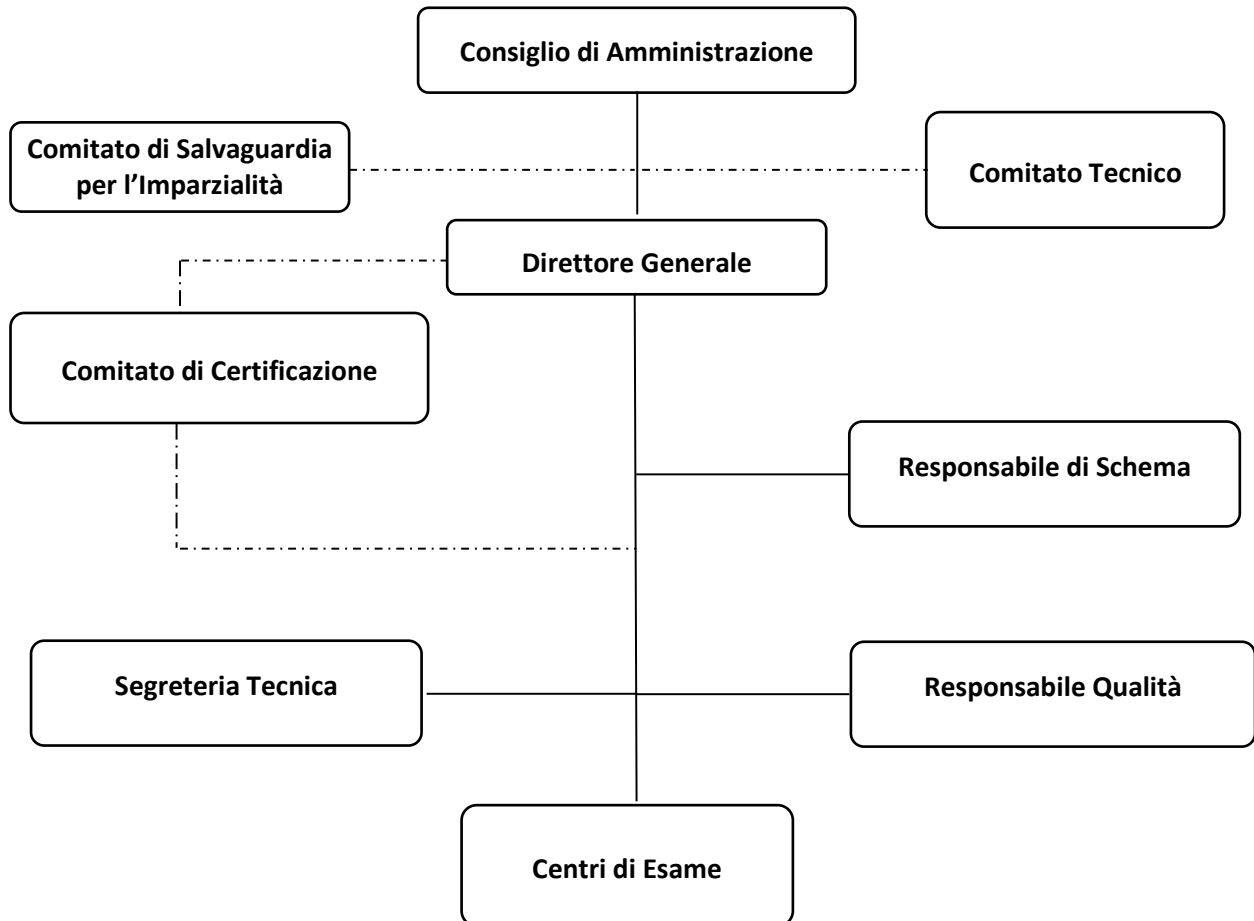 Consiglio di Amministrazione
Comitato di Salvaguardia
per l’Imparzialità
Comitato Tecnico
Direttore Generale
Comitato di Certificazione
Responsabile di Schema
Segreteria Tecnica
Responsabile Qualità
Centri di Esame